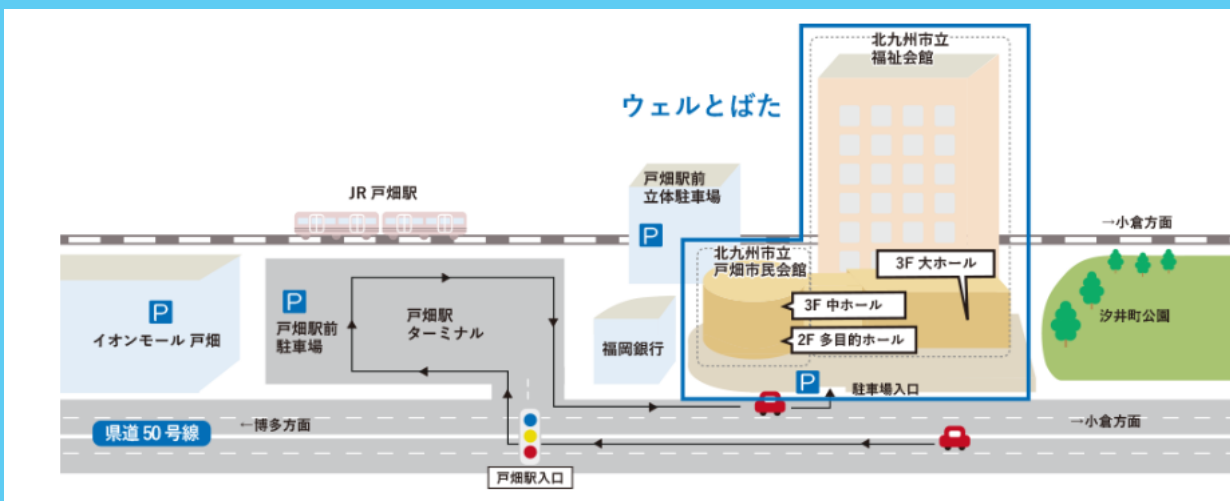 北九州市立
福祉会館
ウェルとばた
JR 戸畑駅
戸畑駅前
立体駐車場
P
→小倉方面
北九州市立
戸畑市民会館
3F 大ホール
P
イオンモール 戸畑
P
戸畑駅前
駐車場
戸畑駅
ターミナル
福岡銀行
3F 中ホール
2F 多目的ホール
汐井町公園
P
駐車場入口
県道 50 号線
←博多方面
→小倉方面
戸畑駅入口